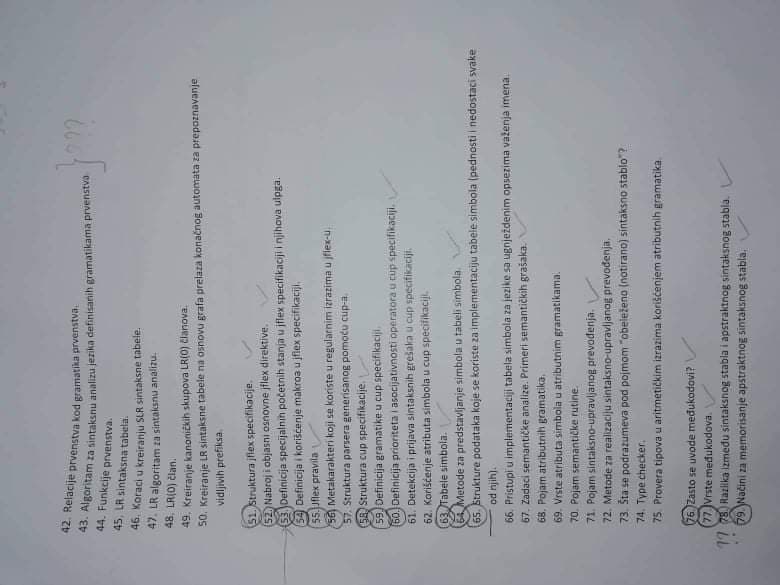 42. Relacije prvenstva kod gramatika prvenstva.
43. Algoritam za sintaksnu analizu jezika definisanih gramatikama prvenstva.
???
44. Funkcije prvenstva.
45. LR sintaksna tabela.
46. Koraci u kreiranju SLR sintaksne tabele.
47. LR algoritam za sintaksnu analizu.
48. LR(0) član.
49. Kreiranje kanoničkih skupova LR(0) članova.
50. Kreiranje LR sintaksne tabele na osnovu grafa prelaza konačnog automata za prepoznavanje
vidljivih prefiksa.
51. Struktura jflex specifikacije.
52. Nabroj i objasni osnovne jflex direktive.
53. Definicija specijalnih početnih stanja u jflex specifikaciji i njihova ulpga.
54. Definicija i korišćenje makroa u jflex specifikaciji.
55. Jflex pravila
56. Metakarakteri koji se koriste u regularnim izrazima u jflex-u.
57. Struktura parsera generisanog pomoću cup-a.
58. Struktura cup specifikacije.
59. Definicija gramatike u cup specifikaciji.
60. Definicija prioriteta i asocijativnosti operatora u cup specifikaciji.
61. Detekcija i prijava sintaksnih grešaka u cup specifikaciji.
62. Korišćenje atributa simbola u cup specifikaciji.
63. Tabele simbola.
64. Metode za predstavljanje simbola u tabeli simbola.
65. Strukture podataka koje se koriste za implementaciju tabele simbola (pednosti i nedostaci svake
od njih).
66. Pristupi u implementaciji tabela simbola za jezike sa ugnježdenim opsezima važenja imena.
67. Zadaci semantičke analize. Primeri semantičkih grašaka.
68. Pojam atributnih gramatika.
69. Vrste atributa simbola u atributnim gramatikama.
70. Pojam semantičke rutine.
71. Pojam sintaksno-upravljanog prevođenja.
72. Metode za realizaciju sintaksno-upravljanog prevođenja.
73. Šta se podrazumeva pod pojmom "obeleženo (notirano) sintaksno stablo"?
74. Type checker.
75. Provera tipova u aritmetičkim izrazima korišćenjem atributnih gramatika.
76. Zasto se uvode međukodovi?
77. Vrste međukodova.
?? 78. Razlika između sintaksnog stabla i apstraktnog sintaksnog stabla.
79. Načini za memorisanje apstraktnog sintaksnog stabla.